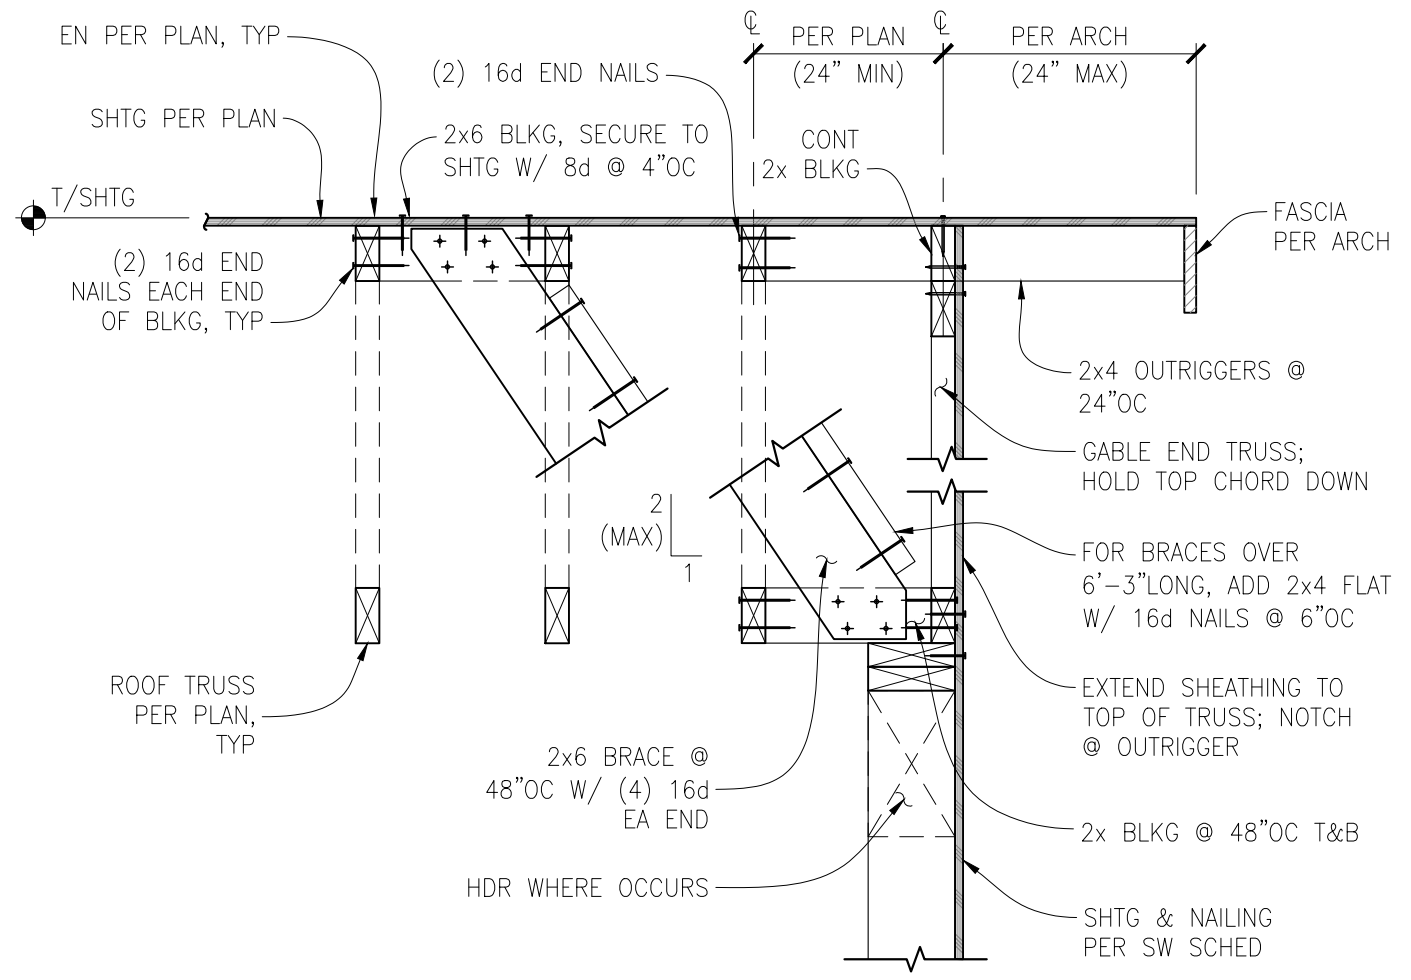 EN PER PLAN, TYP
(2) 16d END NAILS
PER PLAN
(24" MIN)
PER ARCH
(24" MAX)
SHTG PER PLAN
2x6 BLKG, SECURE TO
SHTG W/ 8d @ 4"OC
CONT
2x BLKG
T/SHTG
FASCIA
PER ARCH
(2) 16d END
NAILS EACH END
OF BLKG, TYP
2x4 OUTRIGGERS @
24"OC
GABLE END TRUSS;
HOLD TOP CHORD DOWN
2
(MAX)
1
FOR BRACES OVER
6'-3"LONG, ADD 2x4 FLAT
W/ 16d NAILS @ 6"OC
ROOF TRUSS
PER PLAN,
TYP
EXTEND SHEATHING TO
TOP OF TRUSS; NOTCH
@ OUTRIGGER
2x6 BRACE @
48"OC W/ (4) 16d
EA END
2x BLKG @ 48"OC T&B
HDR WHERE OCCURS
SHTG & NAILING
PER SW SCHED